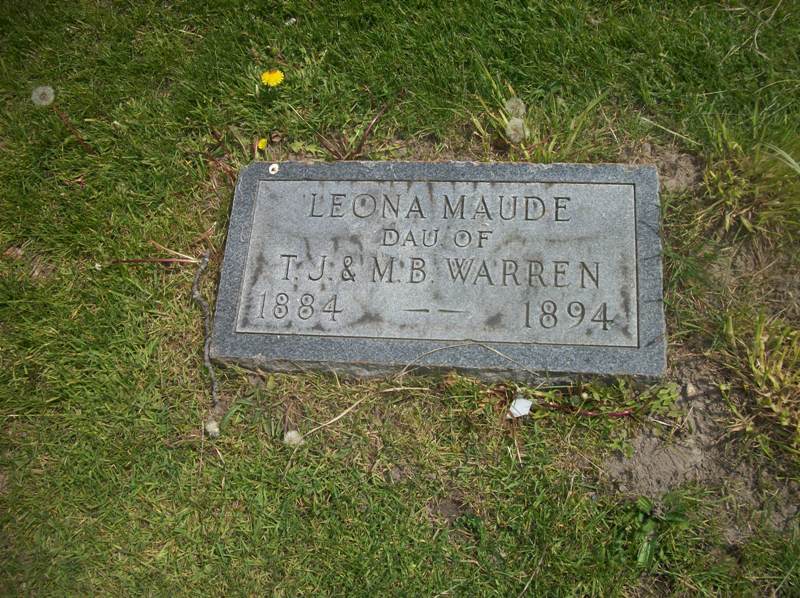 LEONA MAUDE
DAU. OF
T. J. & M. B. WARREN
1884 — — 1894